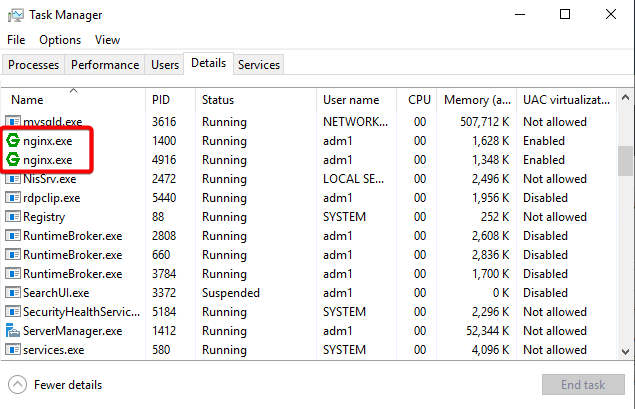 Task Manager
File Options View
Processes Performance Users Details Services
Name PID Status User name CPU Memory (a... UAC virtualizat...
mysqld.exe 3616 Running NETWORK... 00 507,712 K Not allowed
nginx.exe 1400 Running adm1 00 1,628 K Enabled
nginx.exe 4916 Running adm1 00 1,348 K Enabled
NisSrv.exe 2472 Running LOCAL SE... 00 2,496 K Not allowed
rdpclip.exe 5440 Running adm1 00 1,956 K Disabled
Registry 88 Running SYSTEM 00 252 K Not allowed
RuntimeBroker.exe 2808 Running adm1 00 2,608 K Disabled
RuntimeBroker.exe 660 Running adm1 00 2,836 K Disabled
RuntimeBroker.exe 3784 Running adm1 00 1,700 K Disabled
SearchUI.exe 3372 Suspended adm1 00 0 K Disabled
SecurityHealthServic... 5184 Running SYSTEM 00 2,296 K Not allowed
ServerManager.exe 1412 Running adm1 00 52,344 K Not allowed
services.exe 580 Running SYSTEM 00 4,096 K Not allowed
Fewer details End task